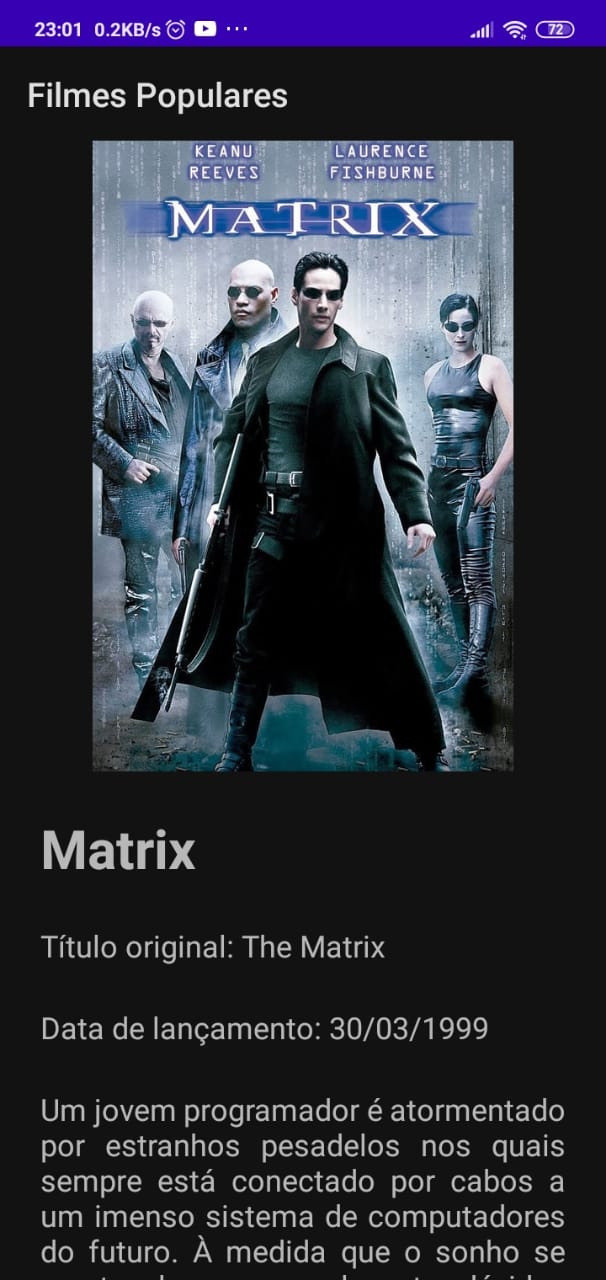 23:01 0.2KB/s ...
72
Filmes Populares
KEANU REEVES
LAURENCE FISHBURNE
MATRIX
Matrix
Título original: The Matrix
Data de lançamento: 30/03/1999
Um jovem programador é atormentado
por estranhos pesadelos nos quais
sempre está conectado por cabos a
um imenso sistema de computadores
do futuro. À medida que o sonho se